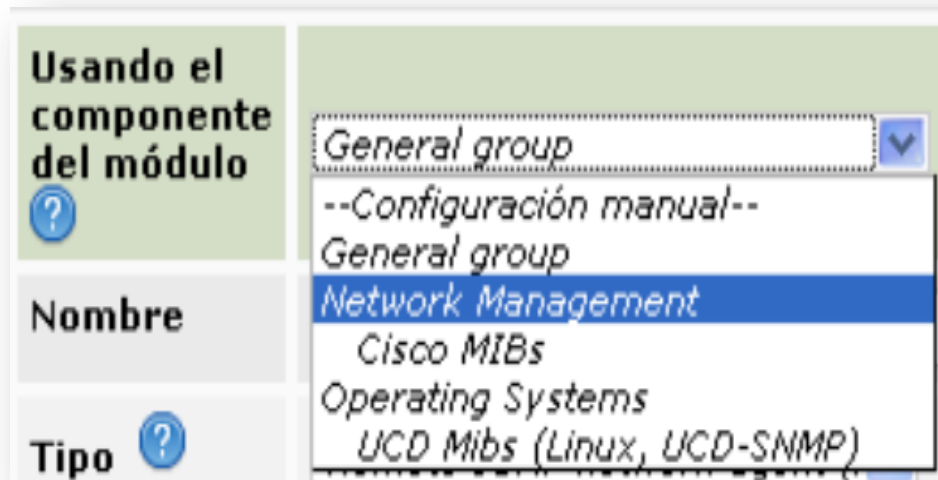 Usando el
componente
del módulo
General group
--Configuración manual--
General group
Network Management
Cisco MIBs
Operating Systems
UCD Mibs (Linux, UCD-SNMP)
Nombre
Tipo